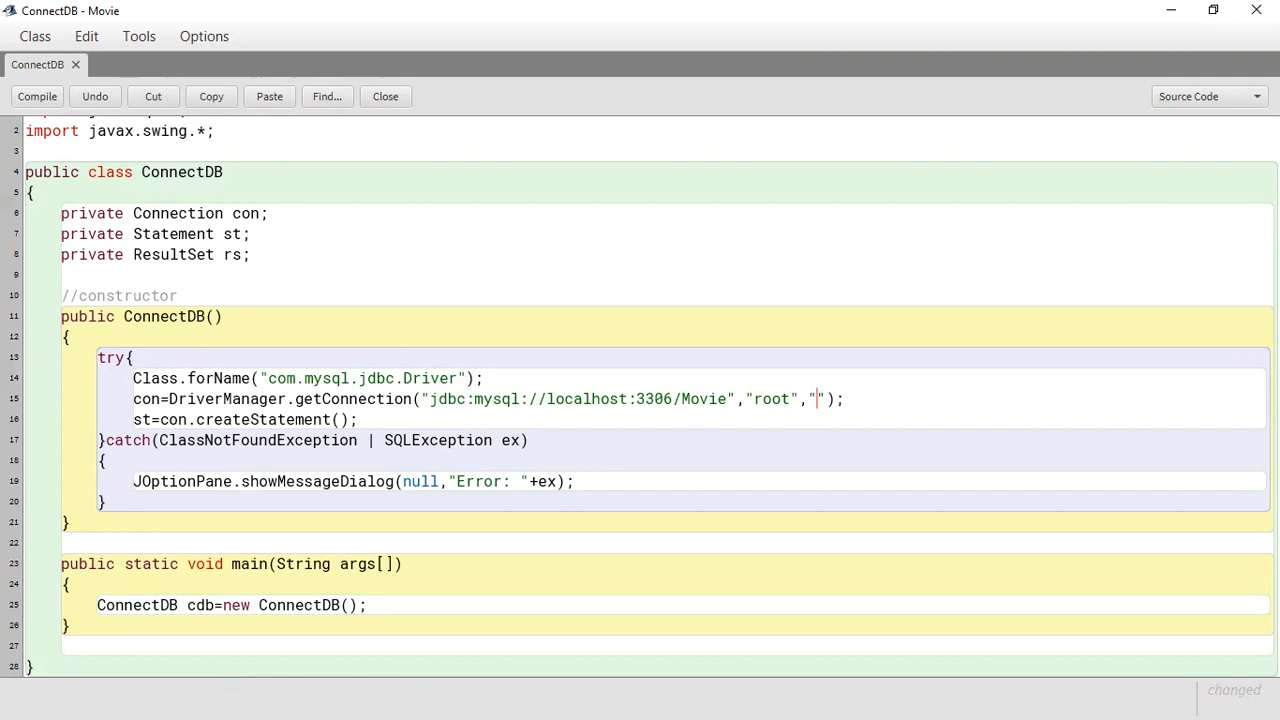 ConnectDB - Movie
Class Edit Tools Options
ConnectDB ×
Compile Undo Cut Copy Paste Find... Close Source Code
2 import javax.swing.*;
3
4 public class ConnectDB
5 {
6 private Connection con;
7 private Statement st;
8 private ResultSet rs;
9
10 //constructor
11 public ConnectDB()
12 {
13 try{
14 Class.forName("com.mysql.jdbc.Driver");
15 con=DriverManager.getConnection("jdbc:mysql://localhost:3306/Movie","root","");
16 st=con.createStatement();
17 }catch(ClassNotFoundException | SQLException ex)
18 {
19 JOptionPane.showMessageDialog(null,"Error: "+ex);
20 }
21 }
22
23 public static void main(String args[])
24 {
25 ConnectDB cdb=new ConnectDB();
26 }
27
28 }
changed